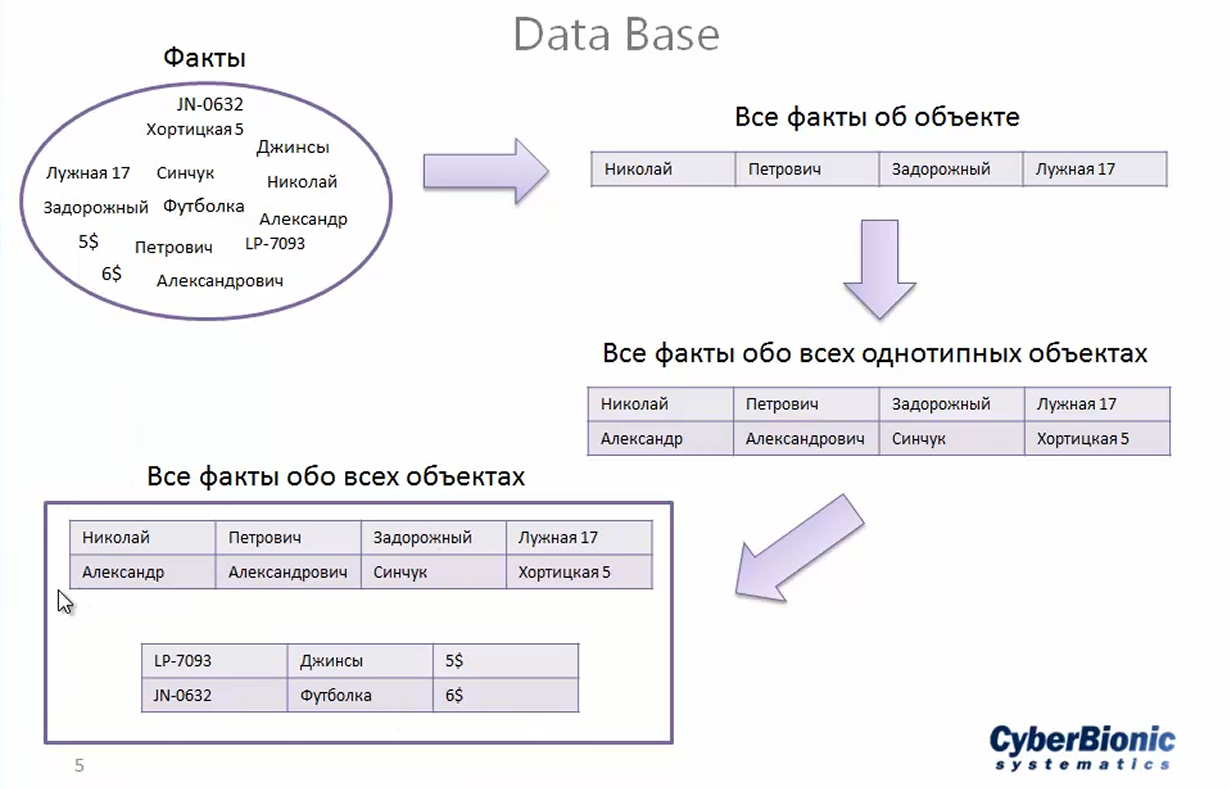 Data Base
Факты
JN-0632
Хортицкая 5
Джинсы
Лужная 17 Синчук
Николай
Задорожный Футболка
Александр
5$ Петрович LP-7093
6$ Александрович
Все факты об объекте
Николай Петрович Задорожный Лужная 17
Все факты обо всех однотипных объектах
Николай Петрович Задорожный Лужная 17
Александр Александрович Синчук Хортицкая 5
Все факты обо всех объектах
Николай Петрович Задорожный Лужная 17
Александр Александрович Синчук Хортицкая 5
LP-7093 Джинсы 5$
JN-0632 Футболка 6$
5
CyberBionic
systematics